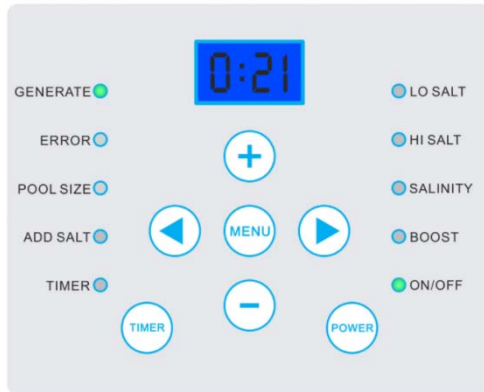 0:21
GENERATE
LO SALT
ERROR
HI SALT
+
POOL SIZE
SALINITY
ADD SALT
MENU
BOOST
TIMER
−
ON/OFF
TIMER
POWER